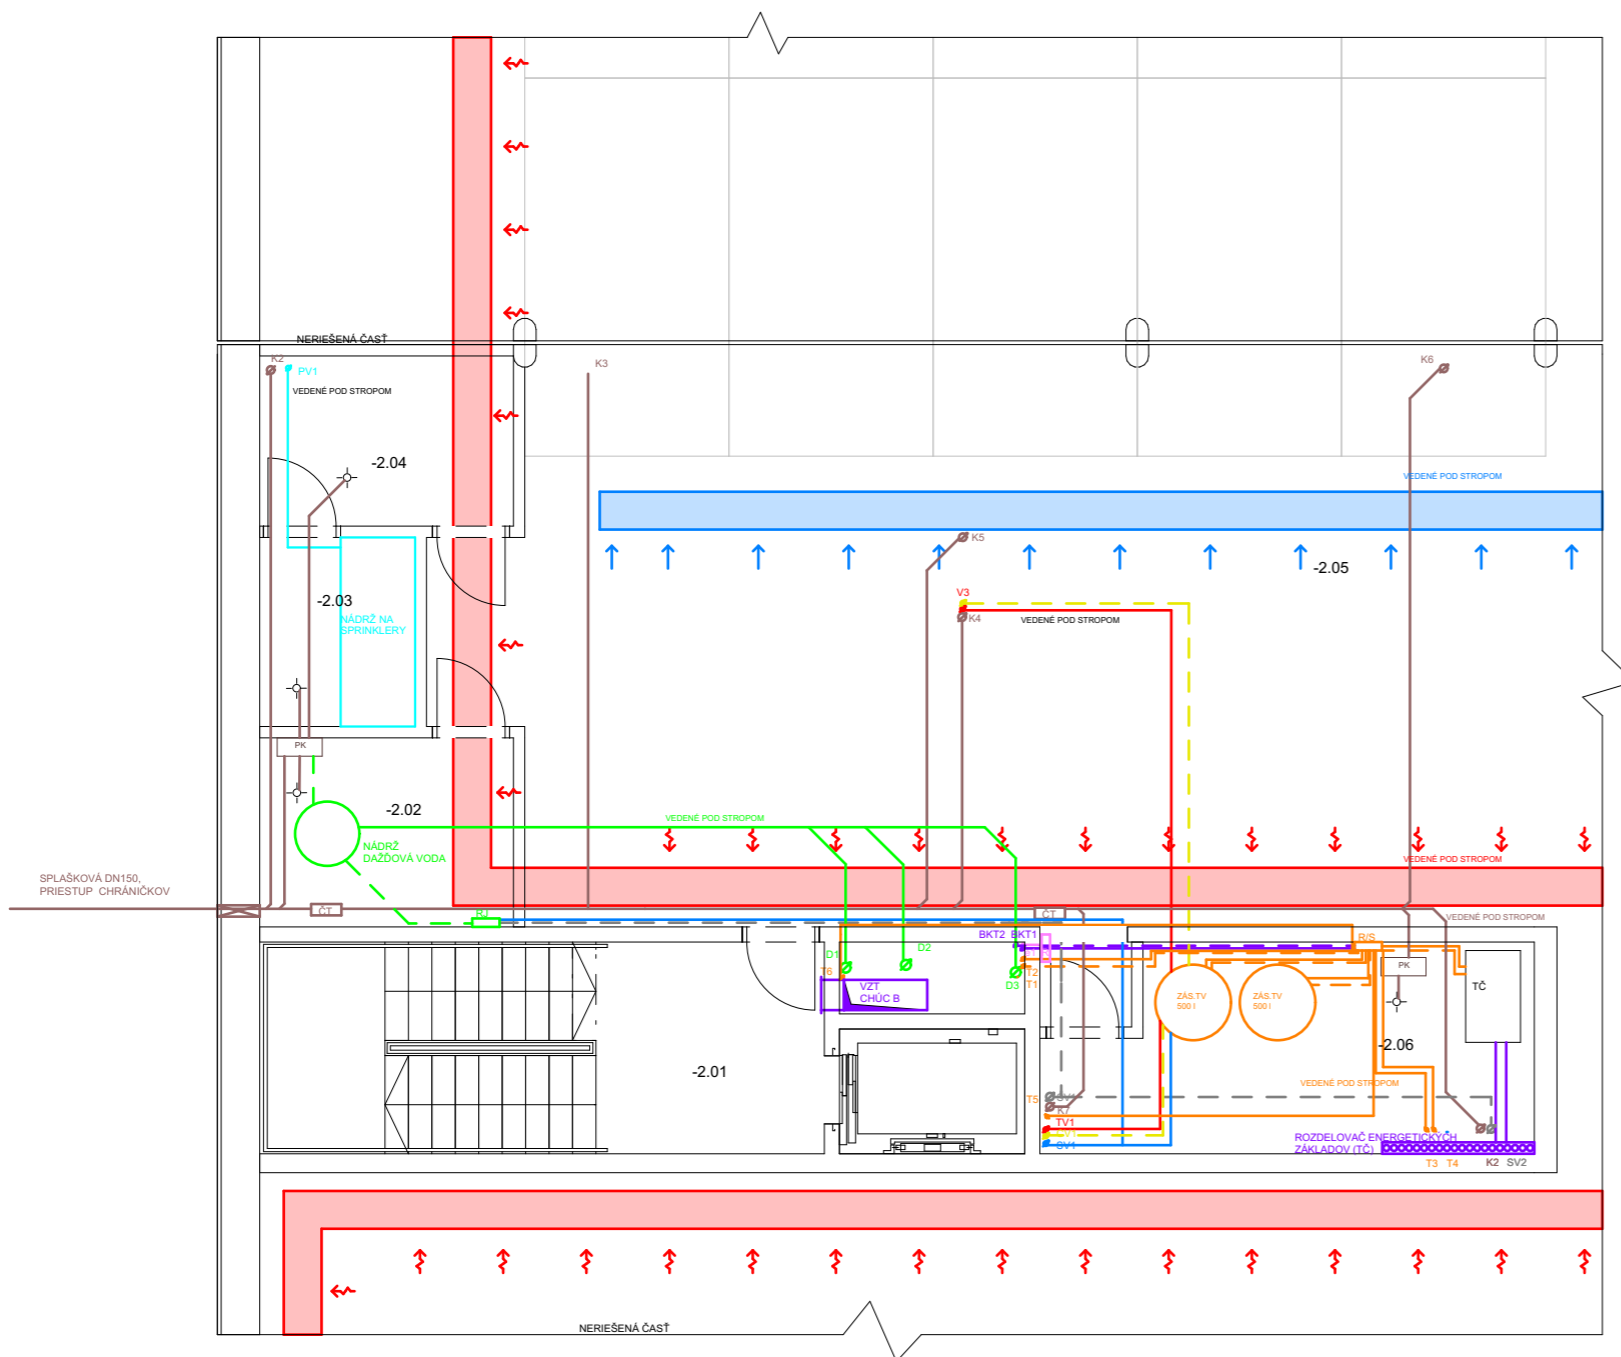 NERIEŠENÁ ČASŤ
K2
PV1
VEDENÉ POD STROPOM
K3
K6
-2.04
VEDENÉ POD STROPOM
K5
-2.05
-2.03
NÁDRŽ NA
SPRINKLERY
V3
K4
VEDENÉ POD STROPOM
PK
-2.02
VEDENÉ POD STROPOM
NÁDRŽ
DAŽĎOVÁ VODA
VEDENÉ POD STROPOM
SPLAŠKOVÁ DN150,
PRIESTUP CHRÁNIČKOV
ČT
RJ
ČT
VEDENÉ POD STROPOM
BKT2 BKT1
R/S
D1
D2
D3
T6
T2
T1
VZT
CHÚC B
ZÁS.TV
500 l
ZÁS.TV
500 l
PK
TČ
-2.06
-2.01
VEDENÉ POD STROPOM
T5
K7
TV1
CV1
SV1
ROZDELOVAČ ENERGETICKÝCH
ZÁKLADOV (TČ)
T3 T4
K2 SV2
NERIEŠENÁ ČASŤ